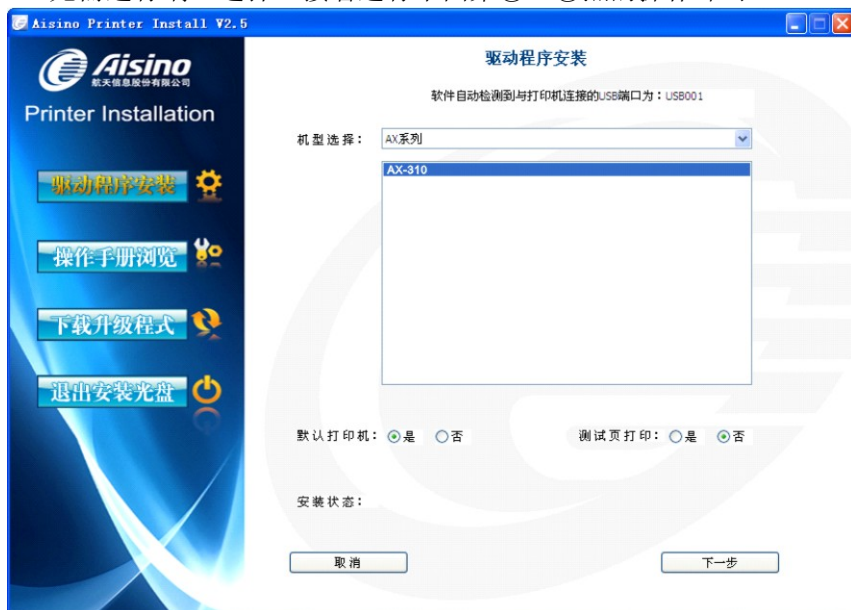 Aisino Printer Install V2.5
Aisino
航天信息股份有限公司
Printer Installation
驱动程序安装
操作手册浏览
下载升级程式
退出安装光盘
驱动程序安装
软件自动检测到与打印机连接的USB端口为：USB001
机型选择： AX系列
AX-310
默认打印机： 是 否 测试页打印： 是 否
安装状态：
取消 下一步